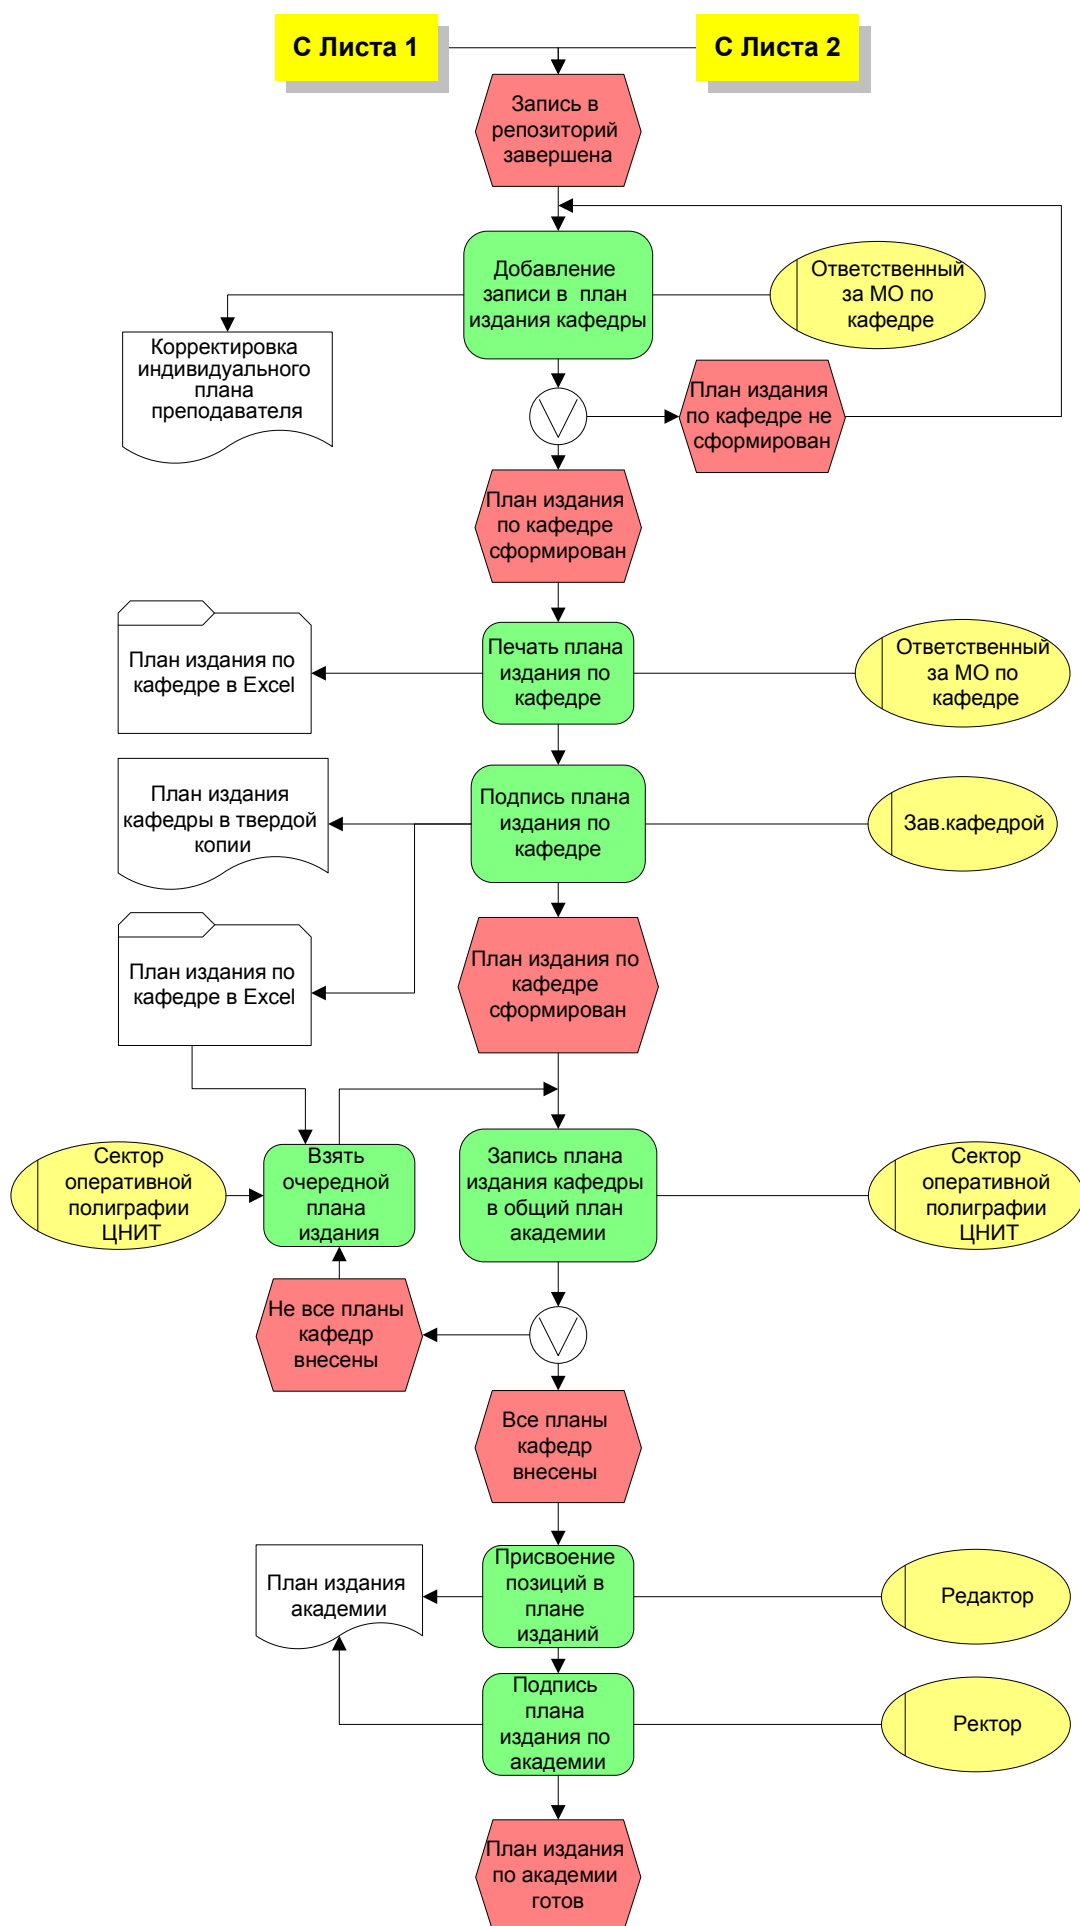 С Листа 1
С Листа 2
Запись в
репозиторий
завершена
Добавление
записи в план
издания кафедры
Ответственный
за МО по
кафедре
Корректировка
индивидуального
плана
преподавателя
План издания
по кафедре не
сформирован
План издания
по кафедре
сформирован
План издания по
кафедре в Excel
Печать плана
издания по
кафедре
Ответственный
за МО по
кафедре
План издания
кафедры в твердой
копии
Подпись плана
издания по
кафедре
Зав.кафедрой
План издания по
кафедре в Excel
План издания по
кафедре
сформирован
Сектор
оперативной
полиграфии
ЦНИТ
Взять
очередной
плана
издания
Запись плана
издания кафедры
в общий план
академии
Сектор
оперативной
полиграфии
ЦНИТ
Не все планы
кафедр
внесены
Все планы
кафедр
внесены
План издания
академии
Присвоение
позиций в
плане
изданий
Редактор
Подпись
плана
издания по
академии
Ректор
План издания
по академии
готов